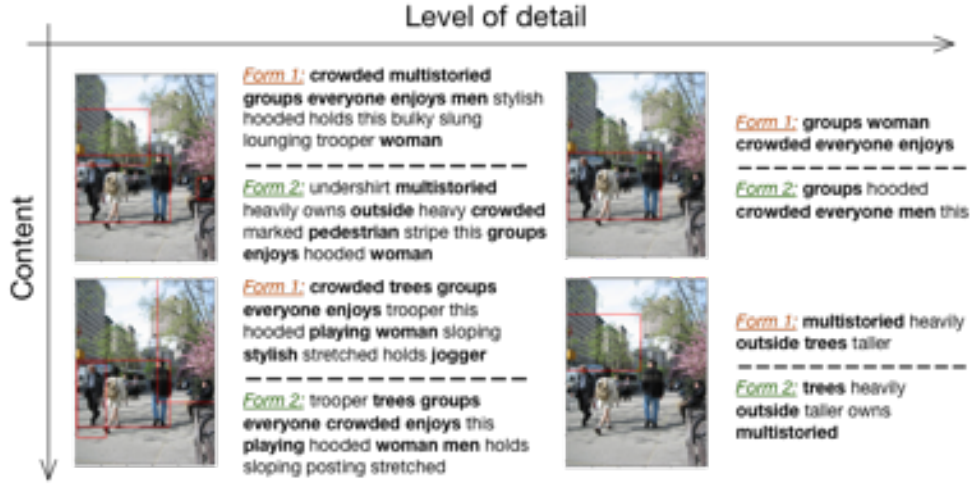 Level of detail
Content
Form 1: crowded multistoried
groups everyone enjoys men stylish
hooded holds this bulky slung
lounging trooper woman
Form 2: undershirt multistoried
heavily owns outside heavy crowded
marked pedestrian stripe this groups
enjoys hooded woman
Form 1: groups woman
crowded everyone enjoys
Form 2: groups hooded
crowded everyone men this
Form 1: crowded trees groups
everyone enjoys trooper this
hooded playing woman sloping
stylish stretched holds jogger
Form 2: trooper trees groups
everyone crowded enjoys this
playing hooded woman men holds
sloping posting stretched
Form 1: multistoried heavily
outside trees taller
Form 2: trees heavily
outside taller owns
multistoried